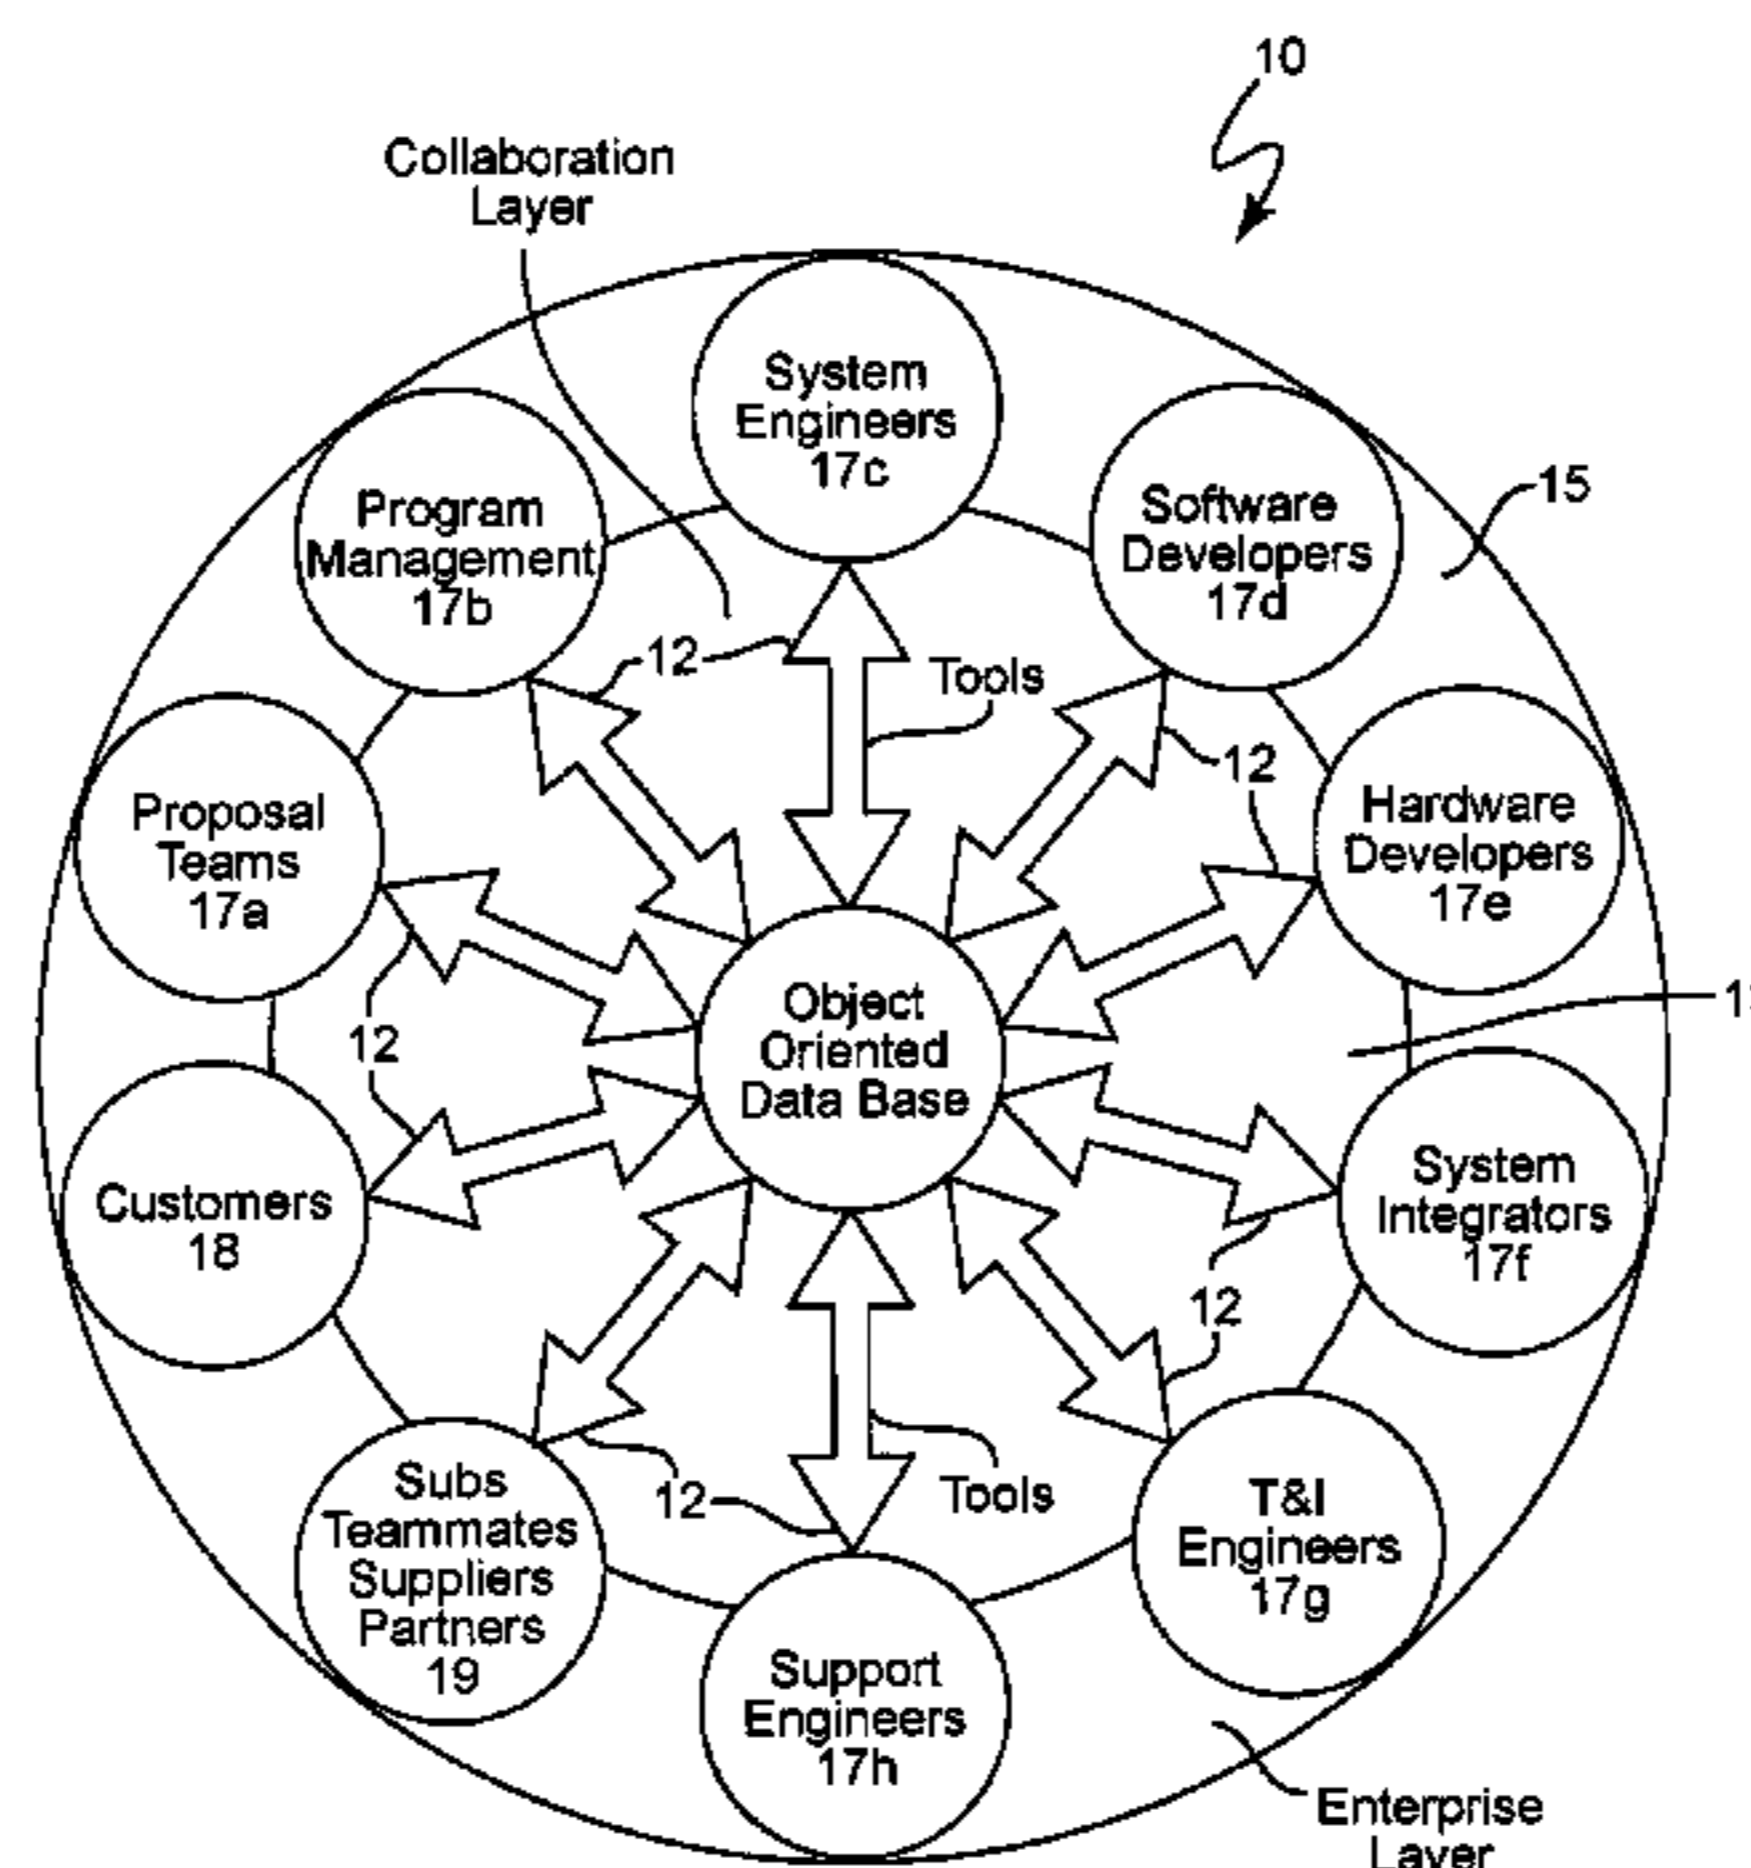 10
Collaboration
Layer
System
Engineers
17c
Program
Management
17b
Software
Developers
17d
15
12
Tools
12
Proposal
Teams
17a
Hardware
Developers
17e
Object
Oriented
Data Base
12
Customers
18
System
Integrators
17f
12
Subs
Teammates
Suppliers
Partners
19
12
Tools
T&I
Engineers
17g
Support
Engineers
17h
Enterprise
Layer